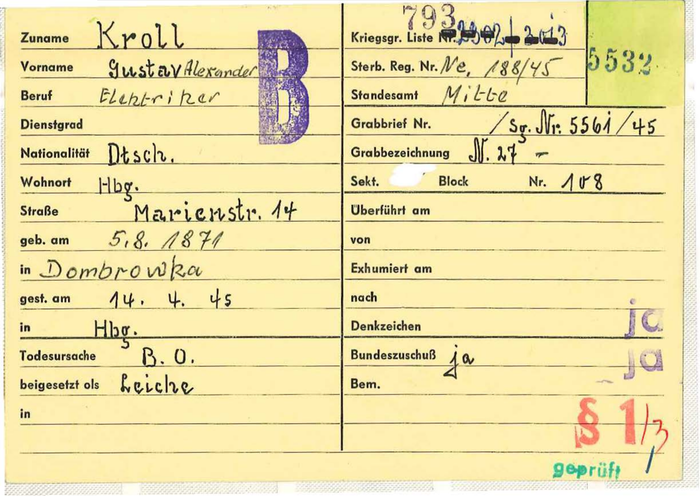 Zuname Kroll
Vorname Gustav Alexander
Beruf Elektriker
Dienstgrad
Nationalität Dtsch.
Wohnort Hbg.
Straße Marienstr. 14
geb. am 5.8. 1871
in Dombrowka
gest. am 14. 4. 45
in Hbg.
Todesursache B. O.
beigesetzt als Leiche
in
B
793
Kriegsgr. Liste Nr.
Sterb. Reg. Nr. Ne, 188/45
Standesamt Mitte
5532
Grabbrief Nr. /Sg. Nr. 5561/45
Grabbezeichnung N. 27 -
Sekt. Block Nr. 108
Überführt am
von
Exhumiert am
nach
Denkzeichen ja
Bundeszuschuß ja ja
Bem.
§ 1/3
geprüft